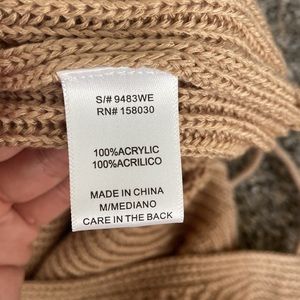 S/# 9483WE
RN# 158030
100%ACRYLIC
100%ACRILICO
MADE IN CHINA
M/MEDIANO
CARE IN THE BACK